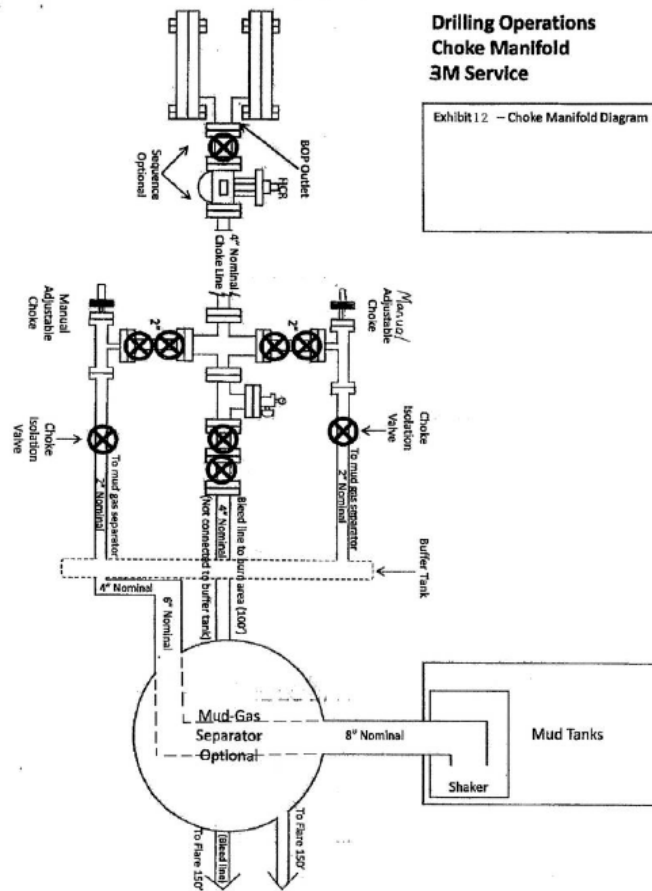 Drilling Operations
Choke Manifold
3M Service
Exhibit 12 – Choke Manifold Diagram
BOP Outlet
HCR
Sequence
Optional
4" Nominal
Choke Line
Manual
Adjustable
Choke
2"
2"
Manual
Adjustable
Choke
Choke
Isolation
Valve
Choke
Isolation
Valve
To mud gas separator
2" Nominal
To mud gas separator
2" Nominal
Bleed line to burn area (100')
4" Nominal
(Not connected to buffer tank)
Buffer Tank
4" Nominal
6" Nominal
Mud-Gas
Separator
Optional
8" Nominal
Mud Tanks
Shaker
To Flare 150'
(Bleed line)
To Flare 150'